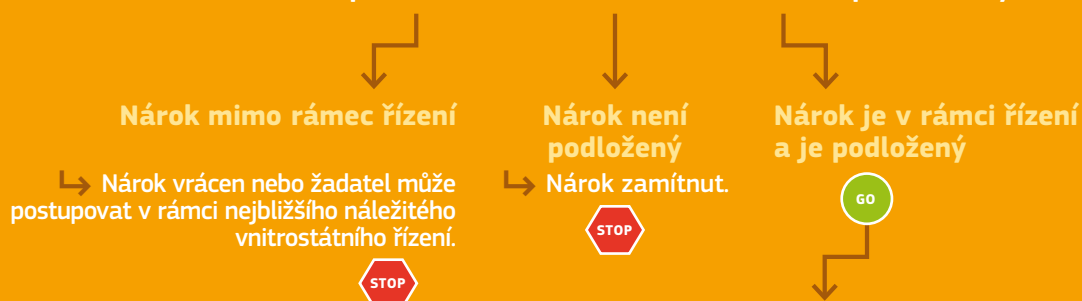 Nárok mimo rámec řízení
Nárok vrácen nebo žadatel může
postupovat v rámci nejbližšího náležitého
vnitrostátního řízení.
STOP
Nárok není
podložený
Nárok zamítnut.
STOP
Nárok je v rámci řízení
a je podložený
GO